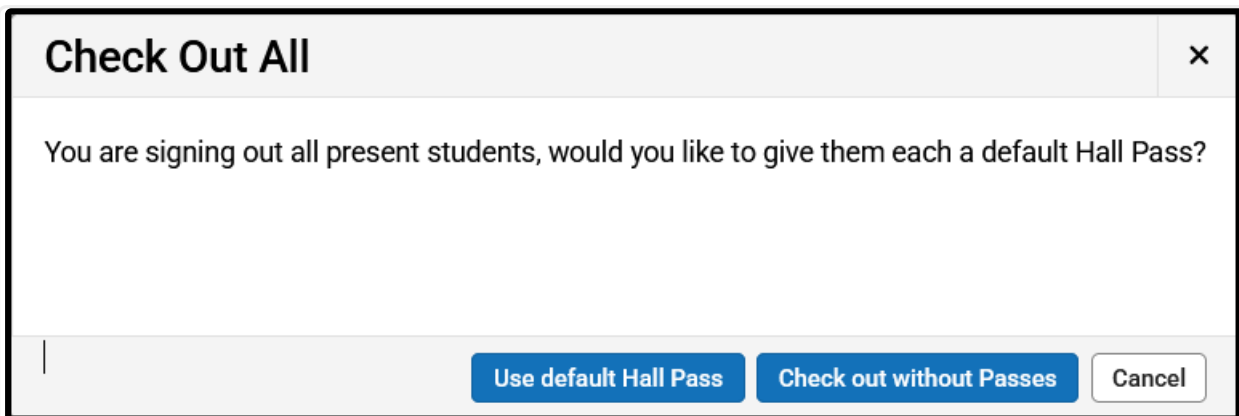 Check Out All
You are signing out all present students, would you like to give them each a default Hall Pass?
Use default Hall Pass
Check out without Passes
Cancel